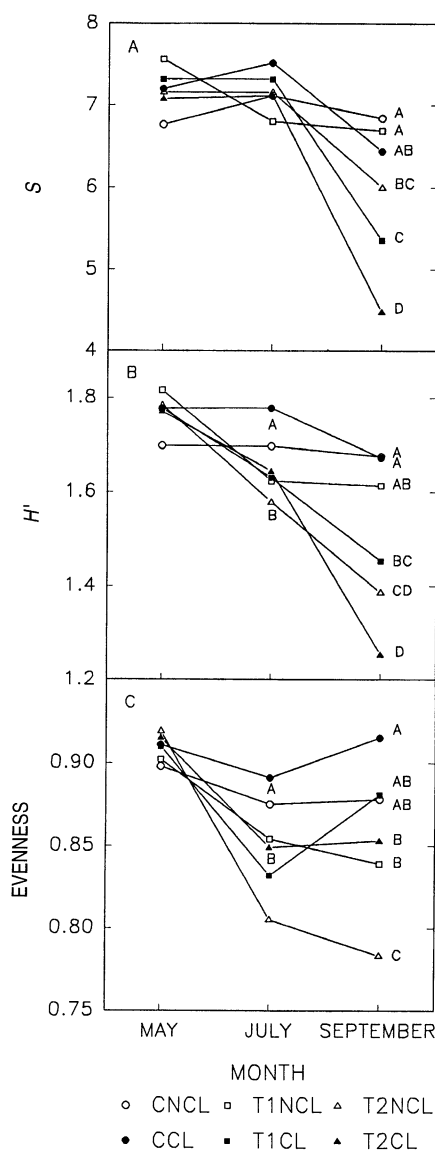 8
A
7
A
A
AB
S
6
BC
C
5
D
4
B
1.8
A
A
A
1.6
AB
B
H'
BC
1.4
CD
D
1.2
C
A
0.90
A
AB
AB
EVENNESS
0.85
B
B
B
0.80
C
0.75
MAY JULY SEPTEMBER
MONTH
CNCL T1NCL T2NCL
CCL T1CL T2CL